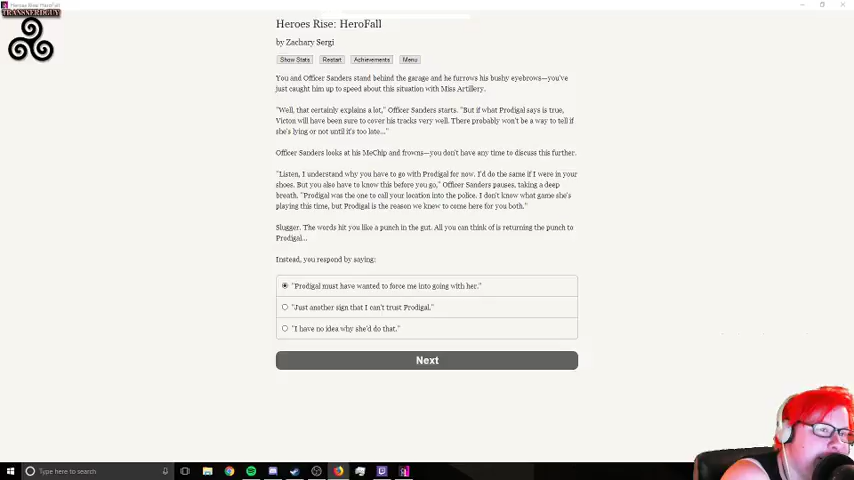 Heroes Rise: HeroFall
TRANSNERDGUY
Heroes Rise: HeroFall
by Zachary Sergi
Show Stats Restart Achievements Menu
You and Officer Sanders stand behind the garage and he furrows his bushy eyebrows—you've
just caught him up to speed about this situation with Miss Artillery.
"Well, that certainly explains a lot," Officer Sanders starts. "But if what Prodigal says is true,
Victon will have been sure to cover his tracks very well. There probably won't be a way to tell if
she's lying or not until it's too late..."
Officer Sanders looks at his MeChip and frowns—you don't have any time to discuss this further.
"Listen, I understand why you have to go with Prodigal for now. I'd do the same if I were in your
shoes. But you also have to know this before you go," Officer Sanders pauses, taking a deep
breath. "Prodigal was the one to call your location into the police. I don't know what game she's
playing this time, but Prodigal is the reason we knew to come here for you both."
Slugger. The words hit you like a punch in the gut. All you can think of is returning the punch to
Prodigal...
Instead, you respond by saying:
"Prodigal must have wanted to force me into going with her."
"Just another sign that I can't trust Prodigal."
"I have no idea why she'd do that."
Next
Type here to search